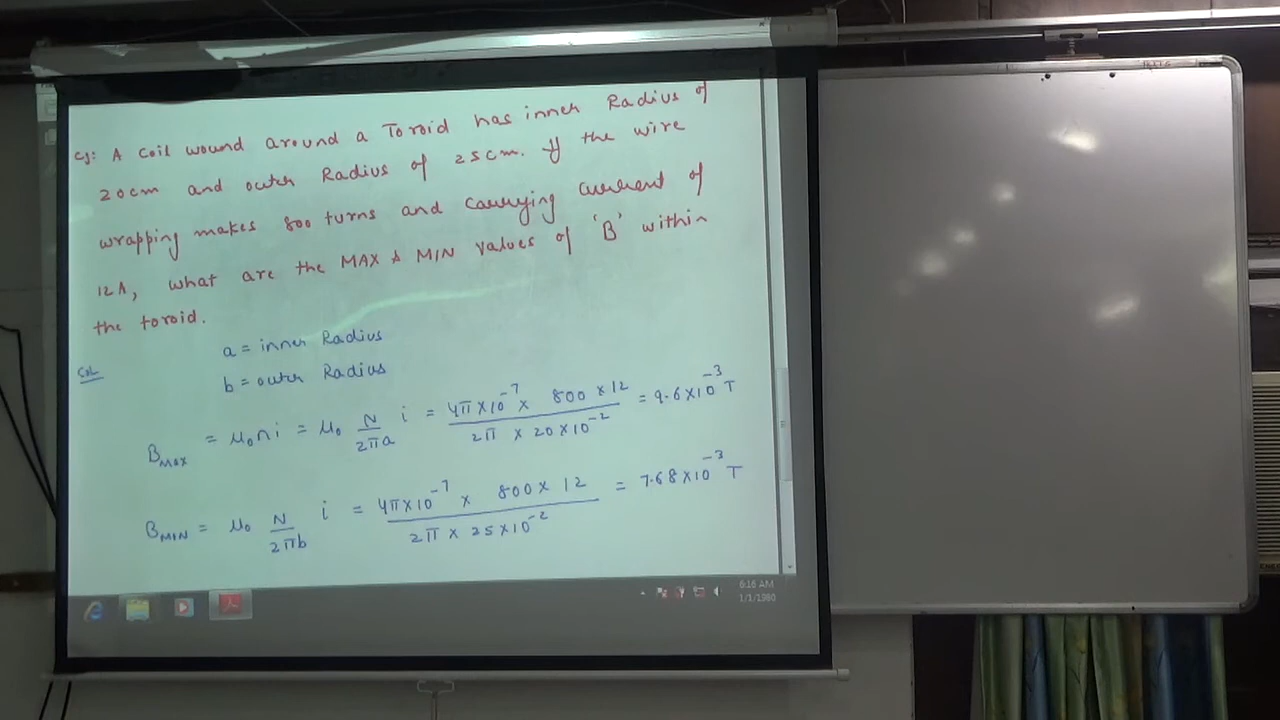 Eg: A coil wound around a Toroid has inner Radius of
20cm and outer Radius of 25cm. If the wire
wrapping makes 800 turns and carrying current of
12A, what are the MAX & MIN values of 'B' within
the toroid.
Sol.
a = inner Radius
b = outer Radius
B_MAX = μ₀ni = μ₀ N/2πa i = 4π×10⁻⁷ × 800 × 12 / 2π × 20×10⁻² = 9.6×10⁻³ T
B_MIN = μ₀ N/2πb i = 4π×10⁻⁷ × 800 × 12 / 2π × 25×10⁻² = 7.68×10⁻³ T
6:16 AM
1/1/1980